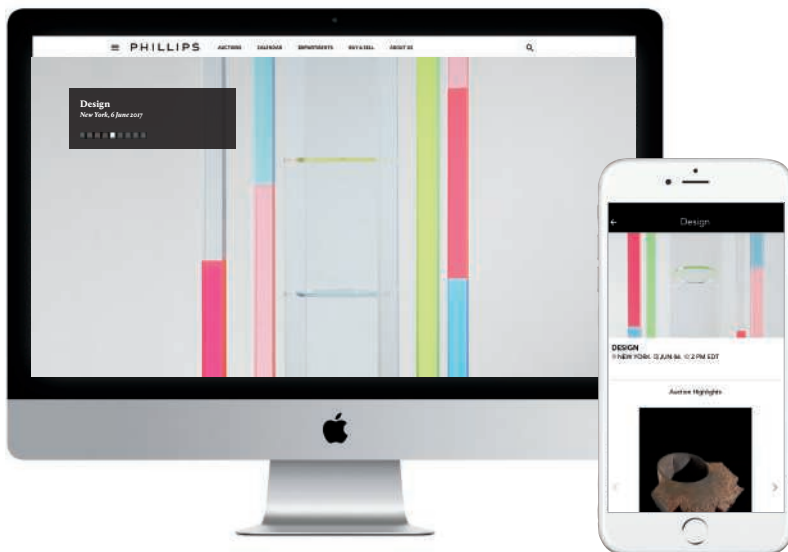 PHILLIPS AUCTIONS CALENDAR DEPARTMENTS BUY & SELL ABOUT US
Design
New York, 6 June 2017
Design
DESIGN
NEW YORK JUN 06, 2 PM EDT
Auction Highlights